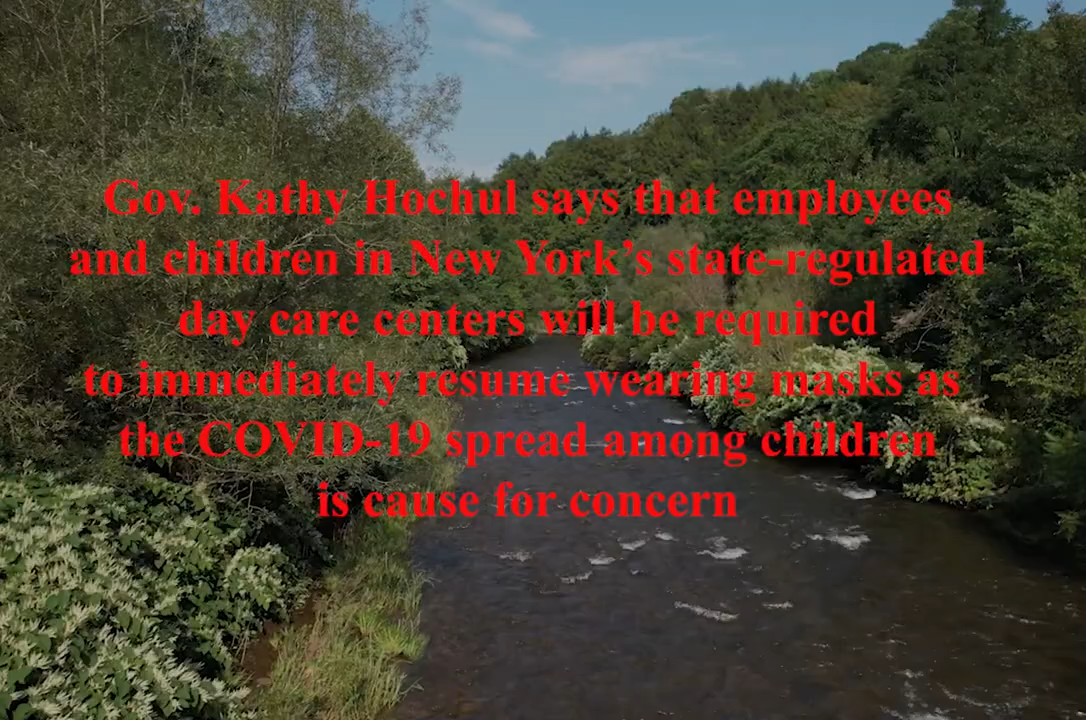 Gov. Kathy Hochul says that employees
and children in New York’s state-regulated
day care centers will be required
to immediately resume wearing masks as
the COVID-19 spread among children
is cause for concern